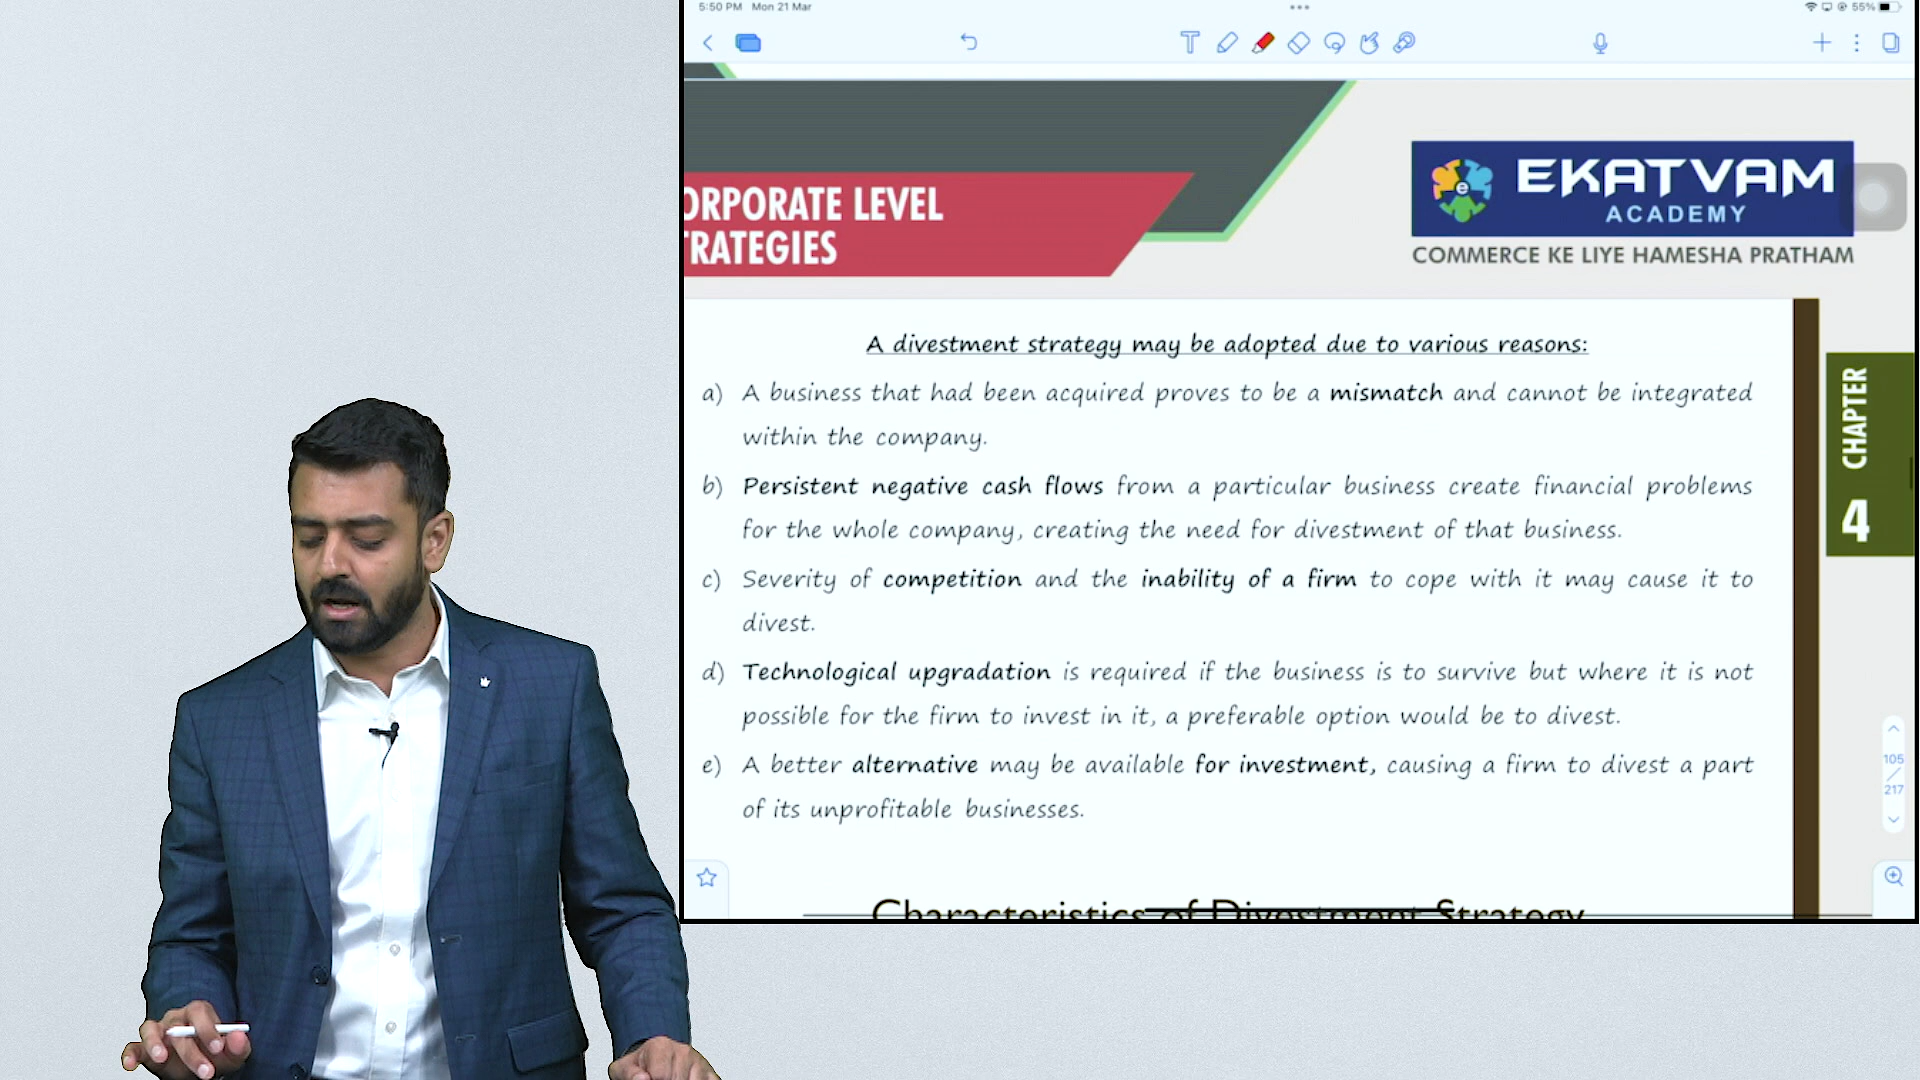 5:50 PM Mon 21 Mar
55%
ORPORATE LEVEL
TRATEGIES
EKATVAM
ACADEMY
COMMERCE KE LIYE HAMESHA PRATHAM
A divestment strategy may be adopted due to various reasons:
a) A business that had been acquired proves to be a mismatch and cannot be integrated
within the company.
b) Persistent negative cash flows from a particular business create financial problems
for the whole company, creating the need for divestment of that business.
c) Severity of competition and the inability of a firm to cope with it may cause it to
divest.
d) Technological upgradation is required if the business is to survive but where it is not
possible for the firm to invest in it, a preferable option would be to divest.
e) A better alternative may be available for investment, causing a firm to divest a part
of its unprofitable businesses.
Characteristics of Divestment Strategy
CHAPTER
4
105
217